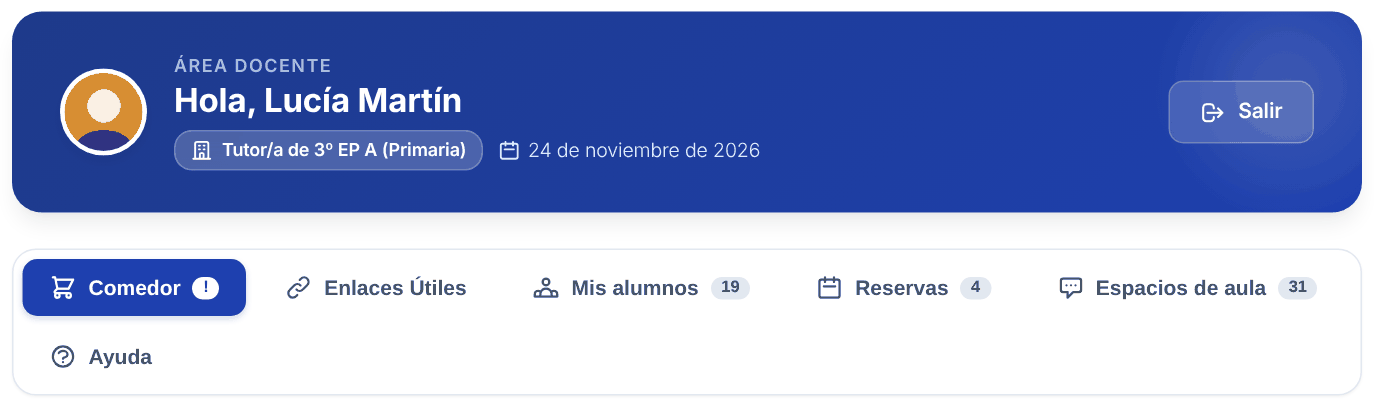 ÁREA DOCENTE
Hola, Lucía Martín
Tutor/a de 3º EP A (Primaria) 24 de noviembre de 2026
Salir
Comedor ! Enlaces Útiles Mis alumnos 19 Reservas 4 Espacios de aula 31
Ayuda